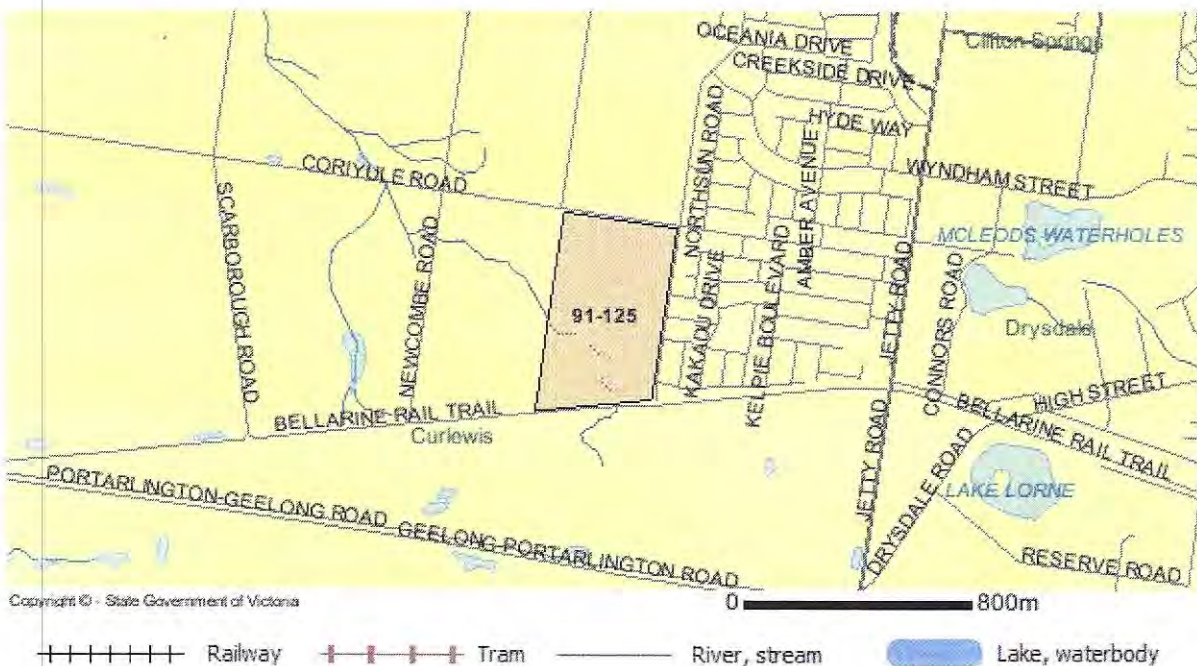 OCEANIA DRIVE
Clifton Springs
CREEKSIDE DRIVE
HYDE WAY
NORTHSUN ROAD
AMBER AVENUE
WYNDHAM STREET
CORIYULE ROAD
SCARBOROUGH ROAD
NEWCOMBE ROAD
MCLEODS WATERHOLES
91-125
KAKADU DRIVE
KELPIE BOULEVARD
JETTY ROAD
CONNORS ROAD
Drysdale
HIGH STREET
BELLARINE RAIL TRAIL
Curlewis
BELLARINE RAIL TRAIL
JETTY ROAD
DRYSDALE ROAD
LAKE LORNE
PORTARLINGTON-GEELONG ROAD
GEELONG-PORTARLINGTON ROAD
RESERVE ROAD
Copyright © - State Government of Victoria
0 800m
Railway Tram River, stream Lake, waterbody